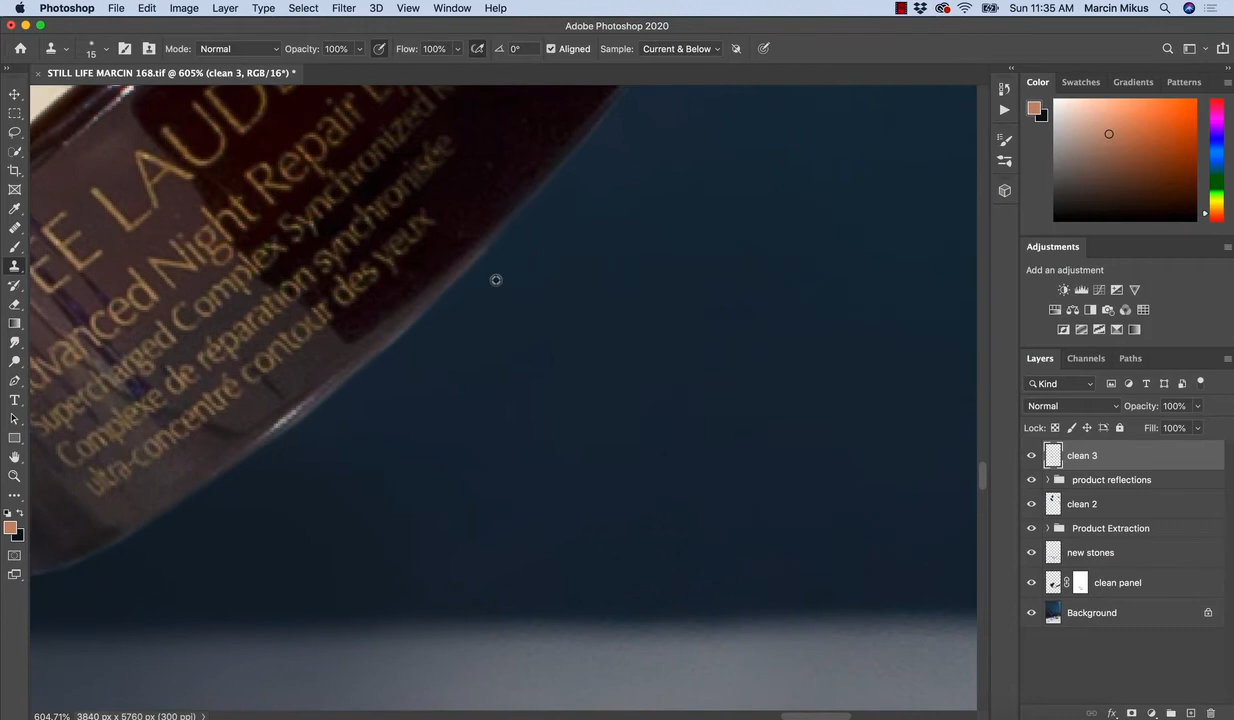 Photoshop File Edit Image Layer Type Select Filter 3D View Window Help Sun 11:35 AM Marcin Mikus
Adobe Photoshop 2020
15 Mode: Normal Opacity: 100% Flow: 100% 0° Aligned Sample: Current & Below
STILL LIFE MARCIN 168.tif @ 605% (clean 3, RGB/16*) *
Color Swatches Gradients Patterns
Adjustments
Add an adjustment
Layers Channels Paths
Kind
Normal Opacity: 100%
Lock: Fill: 100%
clean 3
product reflections
clean 2
Product Extraction
new stones
clean panel
Background
EE LAUD
Advanced Night Repair
Supercharged Complex Synchronized
Complexe de réparation synchronisée
ultra-concentré contour des yeux
604.71% 3840 px x 5760 px (300 ppi)